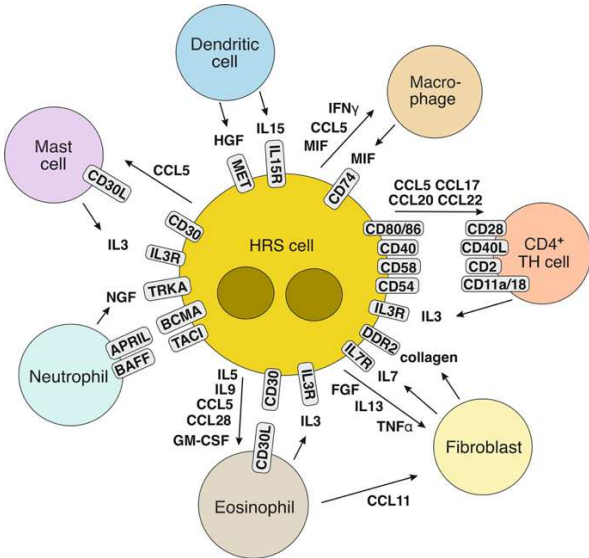 Dendritic
cell
Macro-
phage
IFNγ
CCL5
MIF
HGF
IL15
MIF
Mast
cell
CD30L
CCL5
MET
IL15R
CD74
CCL5 CCL17
CCL20 CCL22
CD30
CD80/86
CD28
IL3
IL3R
HRS cell
CD40
CD40L
CD4+
TH cell
CD58
CD2
CD54
CD11a/18
NGF
TRKA
IL3R
IL3
BCMA
TACI
DDR2
APRIL
BAFF
IL7R
collagen
Neutrophil
IL5
IL9
CCL5
CCL28
GM-CSF
CD30
IL3R
FGF
IL7
IL13
TNFα
IL3
CD30L
Fibroblast
Eosinophil
CCL11